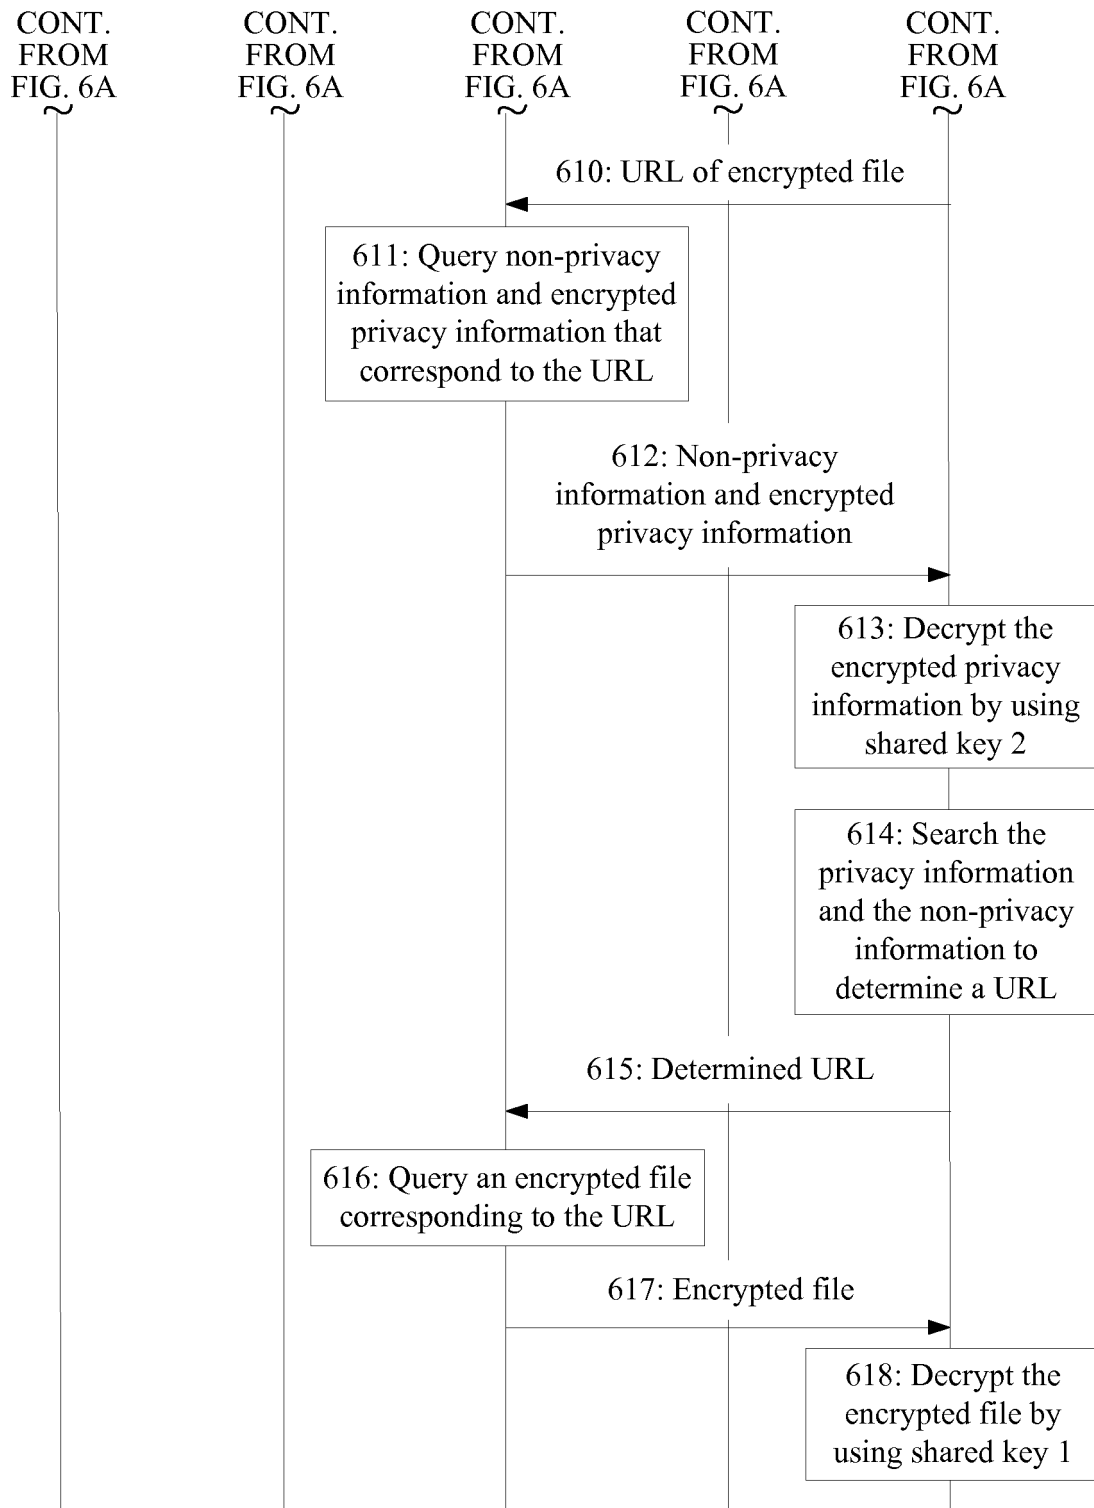 CONT. CONT. CONT. CONT. CONT.
FROM FROM FROM FROM FROM
FIG. 6A FIG. 6A FIG. 6A FIG. 6A FIG. 6A
610: URL of encrypted file
611: Query non-privacy
information and encrypted
privacy information that
correspond to the URL
612: Non-privacy
information and encrypted
privacy information
613: Decrypt the
encrypted privacy
information by using
shared key 2
614: Search the
privacy information
and the non-privacy
information to
determine a URL
615: Determined URL
616: Query an encrypted file
corresponding to the URL
617: Encrypted file
618: Decrypt the
encrypted file by
using shared key 1